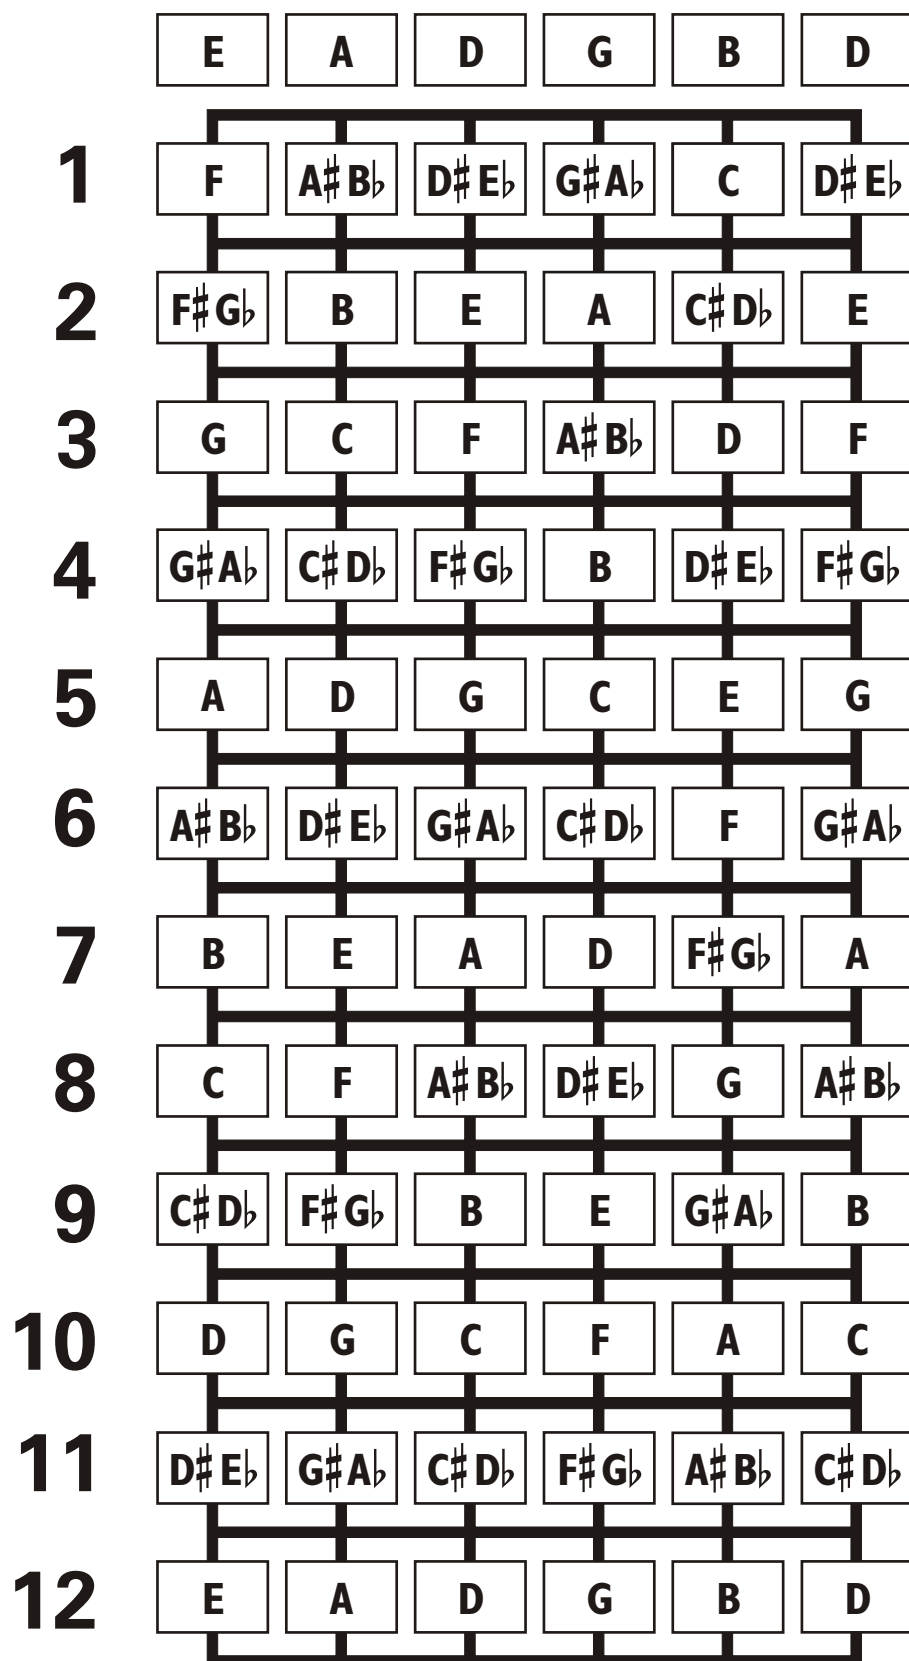 E A D G B D
1 F A♯B♭ D♯E♭ G♯A♭ C D♯E♭
2 F♯G♭ B E A C♯D♭ E
3 G C F A♯B♭ D F
4 G♯A♭ C♯D♭ F♯G♭ B D♯E♭ F♯G♭
5 A D G C E G
6 A♯B♭ D♯E♭ G♯A♭ C♯D♭ F G♯A♭
7 B E A D F♯G♭ A
8 C F A♯B♭ D♯E♭ G A♯B♭
9 C♯D♭ F♯G♭ B E G♯A♭ B
10 D G C F A C
11 D♯E♭ G♯A♭ C♯D♭ F♯G♭ A♯B♭ C♯D♭
12 E A D G B D